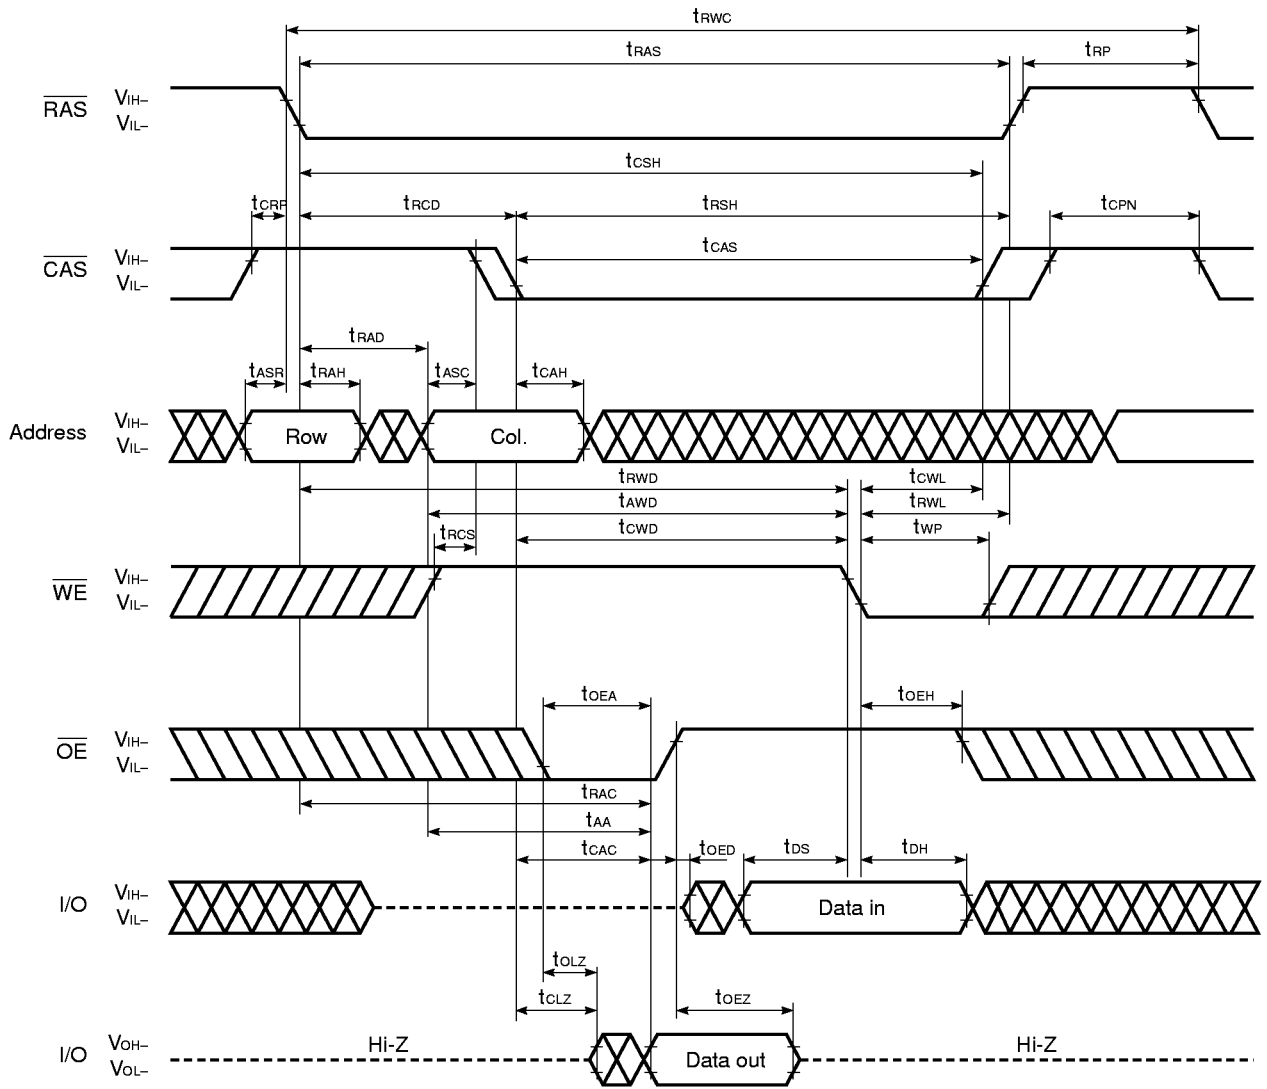 tRWC
tRAS
tRP
RAS
VIH–
VIL–
tCSH
tCRP
tRCD
tRSH
tCPN
CAS
VIH–
VIL–
tCAS
tRAD
tASR
tRAH
tASC
tCAH
Address
VIH–
VIL–
Row
Col.
tRWD
tCWL
tAWD
tRWL
tRCS
tCWD
tWP
WE
VIH–
VIL–
tOEA
tOEH
OE
VIH–
VIL–
tRAC
tAA
tCAC
tOED
tDS
tDH
I/O
VIH–
VIL–
Data in
tOLZ
tCLZ
tOEZ
I/O
VOH–
VOL–
Hi-Z
Data out
Hi-Z